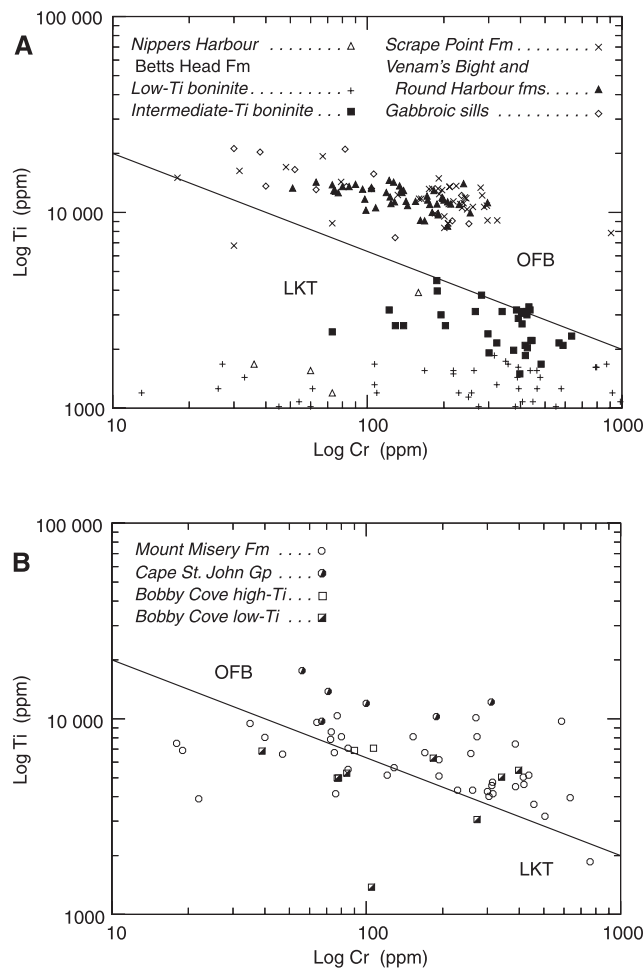 A
100 000
Nippers Harbour △
Betts Head Fm
Low-Ti boninite . . . . . . . . . . +
Intermediate-Ti boninite . . . ■
Scrape Point Fm . . . . . . . . ×
Venam's Bight and
Round Harbour fms. . . . . ▲
Gabbroic sills . . . . . . . . . . ◇
10 000
Log Ti (ppm)
OFB
LKT
1000
10
100
1000
Log Cr (ppm)
B
100 000
Mount Misery Fm . . . . ○
Cape St. John Gp . . . . ◑
Bobby Cove high-Ti . . . □
Bobby Cove low-Ti . . . ◪
OFB
10 000
Log Ti (ppm)
LKT
1000
10
100
1000
Log Cr (ppm)